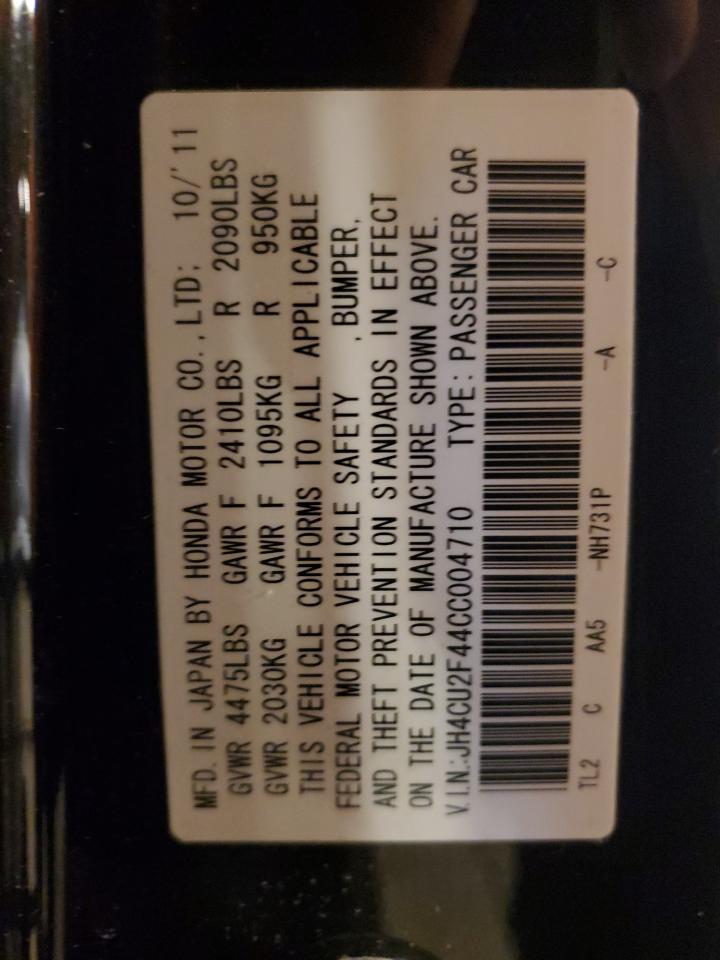 MFD. IN JAPAN BY HONDA MOTOR CO., LTD; 10/'11
GVWR 4475LBS GAWR F 2410LBS R 2090LBS
GVWR 2030KG GAWR F 1095KG R 950KG
THIS VEHICLE CONFORMS TO ALL APPLICABLE
FEDERAL MOTOR VEHICLE SAFETY , BUMPER,
AND THEFT PREVENTION STANDARDS IN EFFECT
ON THE DATE OF MANUFACTURE SHOWN ABOVE.
V.I.N.:JH4CU2F44CC004710 TYPE: PASSENGER CAR
TL2 C AA5 -NH731P -A -C